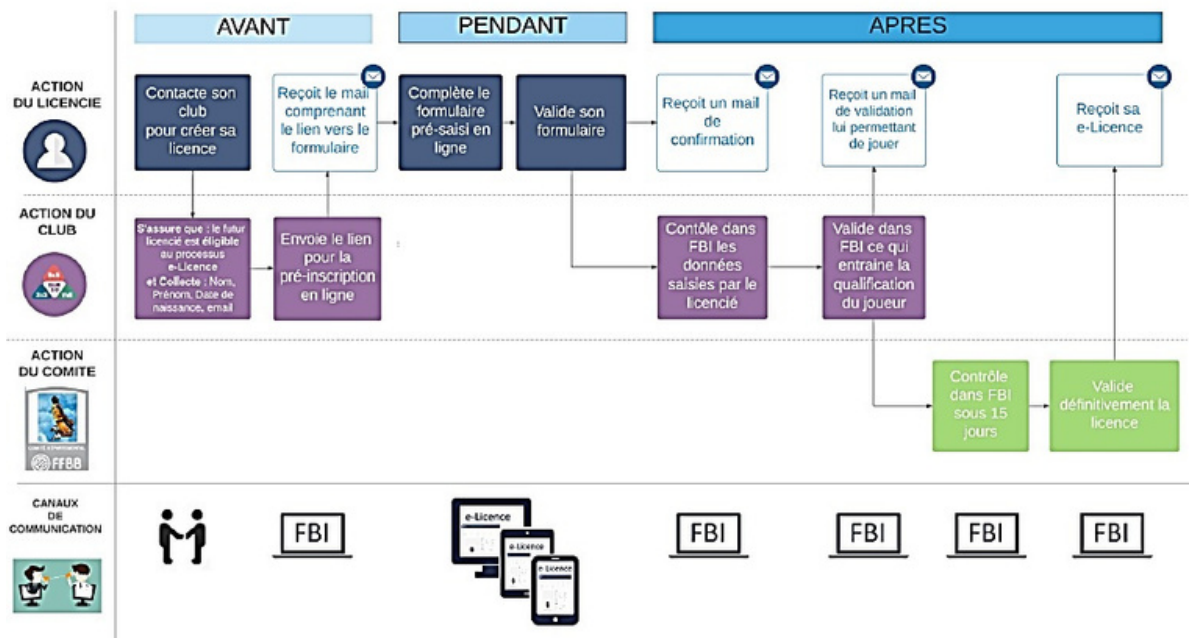 AVANT
PENDANT
APRES
ACTION
DU LICENCIE
Contacte son
club
pour créer sa
licence
Reçoit le mail
comprenant
le lien vers le
formulaire
Complète le
formulaire
pré-saisi en
ligne
Valide son
formulaire
Reçoit un mail
de
confirmation
Reçoit un mail
de validation
lui permettant
de jouer
Reçoit sa
e-Licence
ACTION DU
CLUB
S'assure que : le futur
licencié est éligible
au processus
e-Licence
et Collecte : Nom,
Prénom, Date de
naissance, email
Envoie le lien
pour la
pré-inscription
en ligne
Contôle dans
FBI les
données
saisies par le
licencié
Valide dans
FBI ce qui
entraine la
qualification
du joueur
ACTION
DU COMITE
COMITÉ DÉPARTEMENTAL
FFBB
Contrôle
dans FBI
sous 15
jours
Valide
définitivement la
licence
CANAUX
DE
COMMUNICATION
FBI
e-Licence
e-Licence
e-Licence
FBI
FBI
FBI
FBI